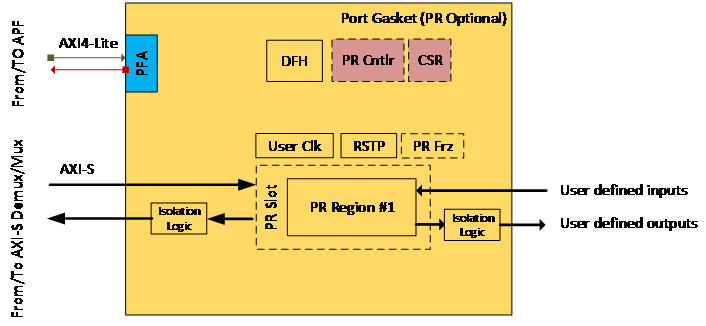 Port Gasket (PR Optional)
From/TO APF
AXI4-Lite
PFA
DFH
PR Cntlr
CSR
User Clk
RSTP
PR Frz
From/To AXI-S Demux/Mux
AXI-S
PR Slot
PR Region #1
User defined inputs
Isolation
Logic
Isolation
Logic
User defined outputs